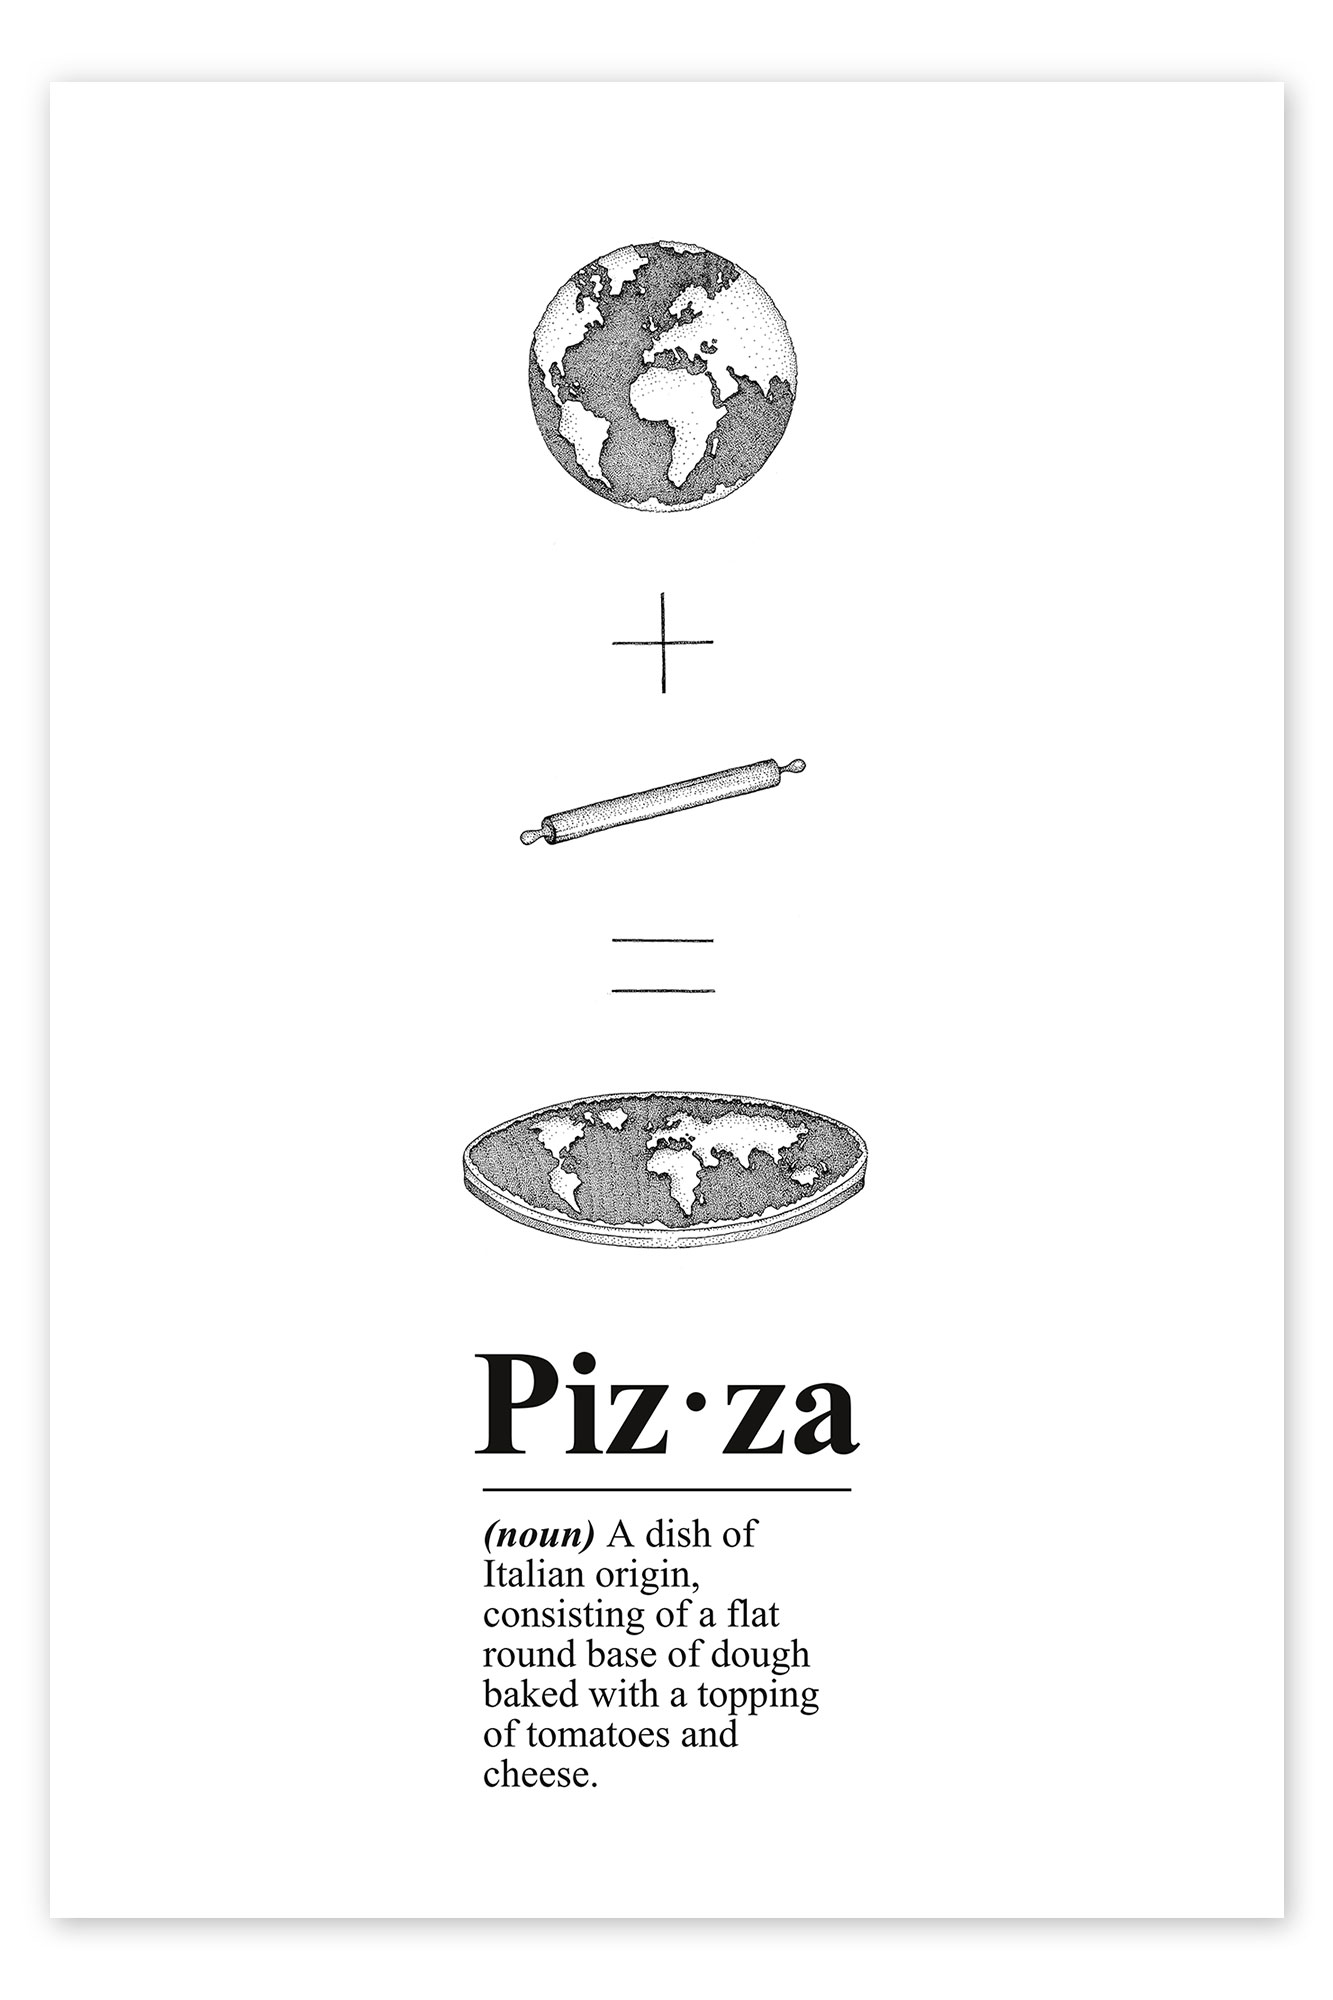 Piz·za
(noun) A dish of
Italian origin,
consisting of a flat
round base of dough
baked with a topping
of tomatoes and
cheese.